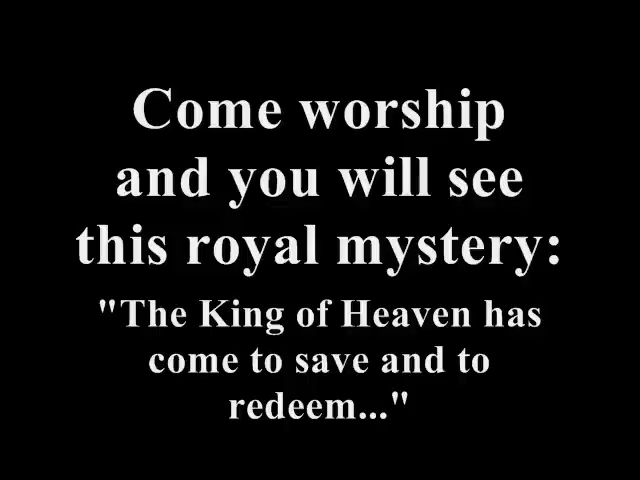 Come worship
and you will see
this royal mystery:
"The King of Heaven has
come to save and to
redeem..."